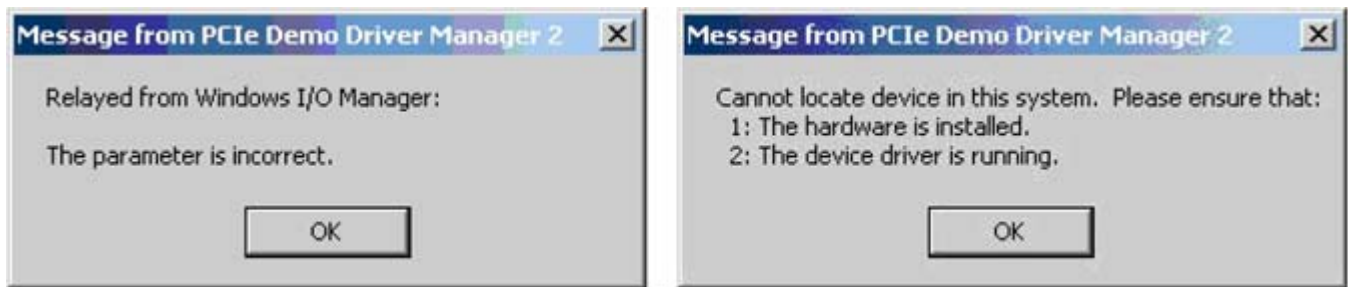 Message from PCIe Demo Driver Manager 2
Relayed from Windows I/O Manager:
The parameter is incorrect.
OK
Message from PCIe Demo Driver Manager 2
Cannot locate device in this system. Please ensure that:
1: The hardware is installed.
2: The device driver is running.
OK